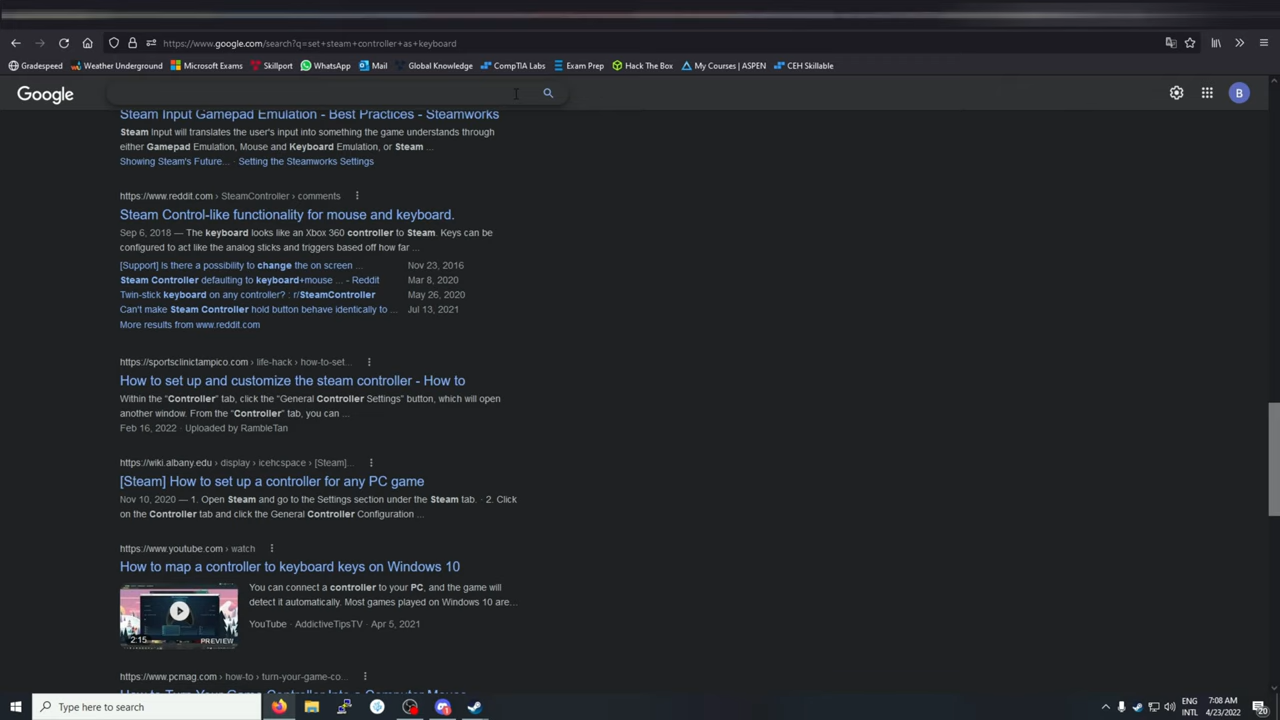 https://www.google.com/search?q=set+steam+controller+as+keyboard
Gradespeed Weather Underground Microsoft Exams Skillport WhatsApp Mail Global Knowledge CompTIA Labs Exam Prep Hack The Box My Courses | ASPEN CEH Skillable
Google
B
Steam Input Gamepad Emulation - Best Practices - Steamworks
Steam Input will translates the user's input into something the game understands through
either Gamepad Emulation, Mouse and Keyboard Emulation, or Steam ...
Showing Steam's Future... · Setting the Steamworks Settings
https://www.reddit.com › SteamController › comments
Steam Control-like functionality for mouse and keyboard.
Sep 6, 2018 — The keyboard looks like an Xbox 360 controller to Steam. Keys can be
configured to act like the analog sticks and triggers based off how far ...
[Support] Is there a possibility to change the on screen ... Nov 23, 2016
Steam Controller defaulting to keyboard+mouse ... - Reddit Mar 8, 2020
Twin-stick keyboard on any controller? : r/SteamController May 26, 2020
Can't make Steam Controller hold button behave identically to ... Jul 13, 2021
More results from www.reddit.com
https://sportsclinictampico.com › life-hack › how-to-set...
How to set up and customize the steam controller - How to
Within the "Controller" tab, click the "General Controller Settings" button, which will open
another window. From the "Controller" tab, you can ...
Feb 16, 2022 · Uploaded by RambleTan
https://wiki.albany.edu › display › icehcspace › [Steam]...
[Steam] How to set up a controller for any PC game
Nov 10, 2020 — 1. Open Steam and go to the Settings section under the Steam tab. · 2. Click
on the Controller tab and click the General Controller Configuration ...
https://www.youtube.com › watch
How to map a controller to keyboard keys on Windows 10
You can connect a controller to your PC, and the game will
detect it automatically. Most games played on Windows 10 are...
2:15 PREVIEW
YouTube · AddictiveTipsTV · Apr 5, 2021
https://www.pcmag.com › how-to › turn-your-game-co...
How to Turn Your Game Controller Into a Computer Mouse
Type here to search
ENG
INTL
7:08 AM
4/23/2022
20